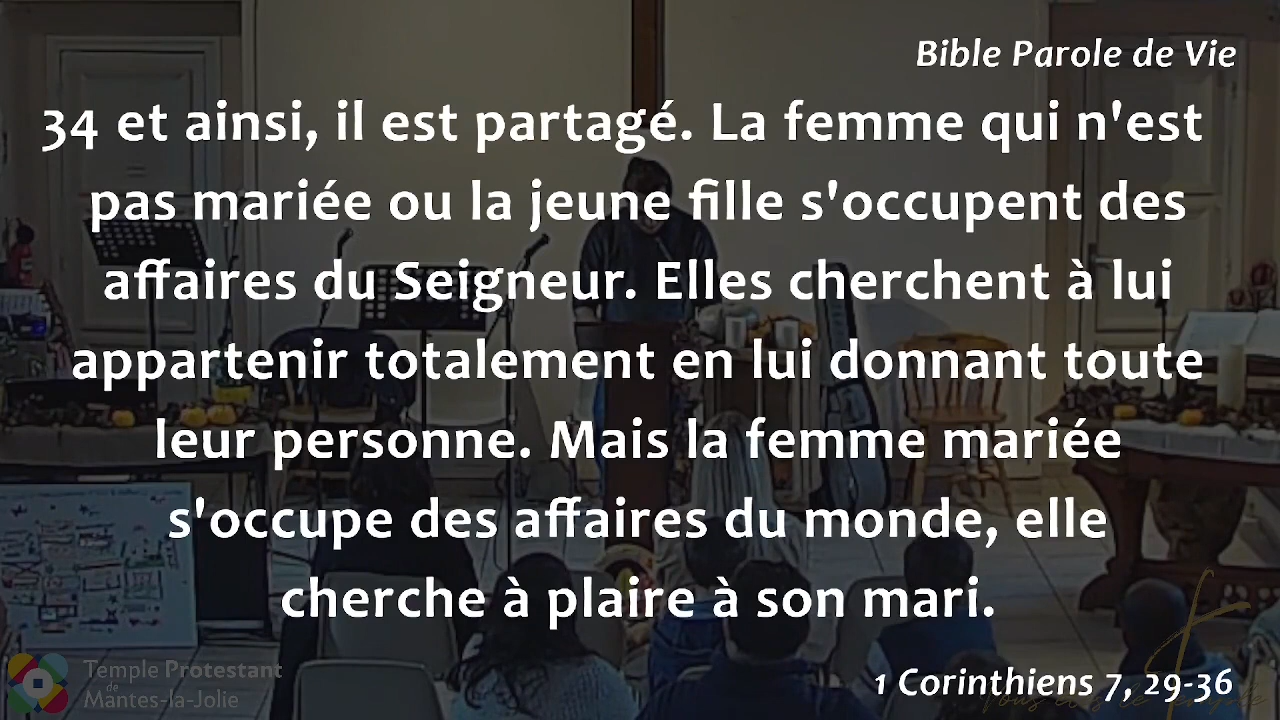 Bible Parole de Vie
34 et ainsi, il est partagé. La femme qui n'est
pas mariée ou la jeune fille s'occupent des
affaires du Seigneur. Elles cherchent à lui
appartenir totalement en lui donnant toute
leur personne. Mais la femme mariée
s'occupe des affaires du monde, elle
cherche à plaire à son mari.
Temple Protestant
de
Mantes-la-Jolie
1 Corinthiens 7, 29-36